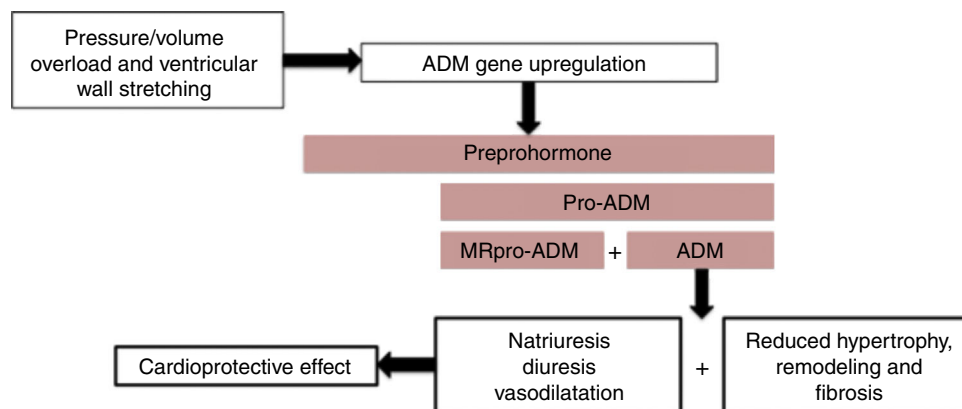 Pressure/volume
overload and ventricular
wall stretching
ADM gene upregulation
Preprohormone
Pro-ADM
MRpro-ADM + ADM
Cardioprotective effect
Natriuresis
diuresis
vasodilatation
+
Reduced hypertrophy,
remodeling and
fibrosis